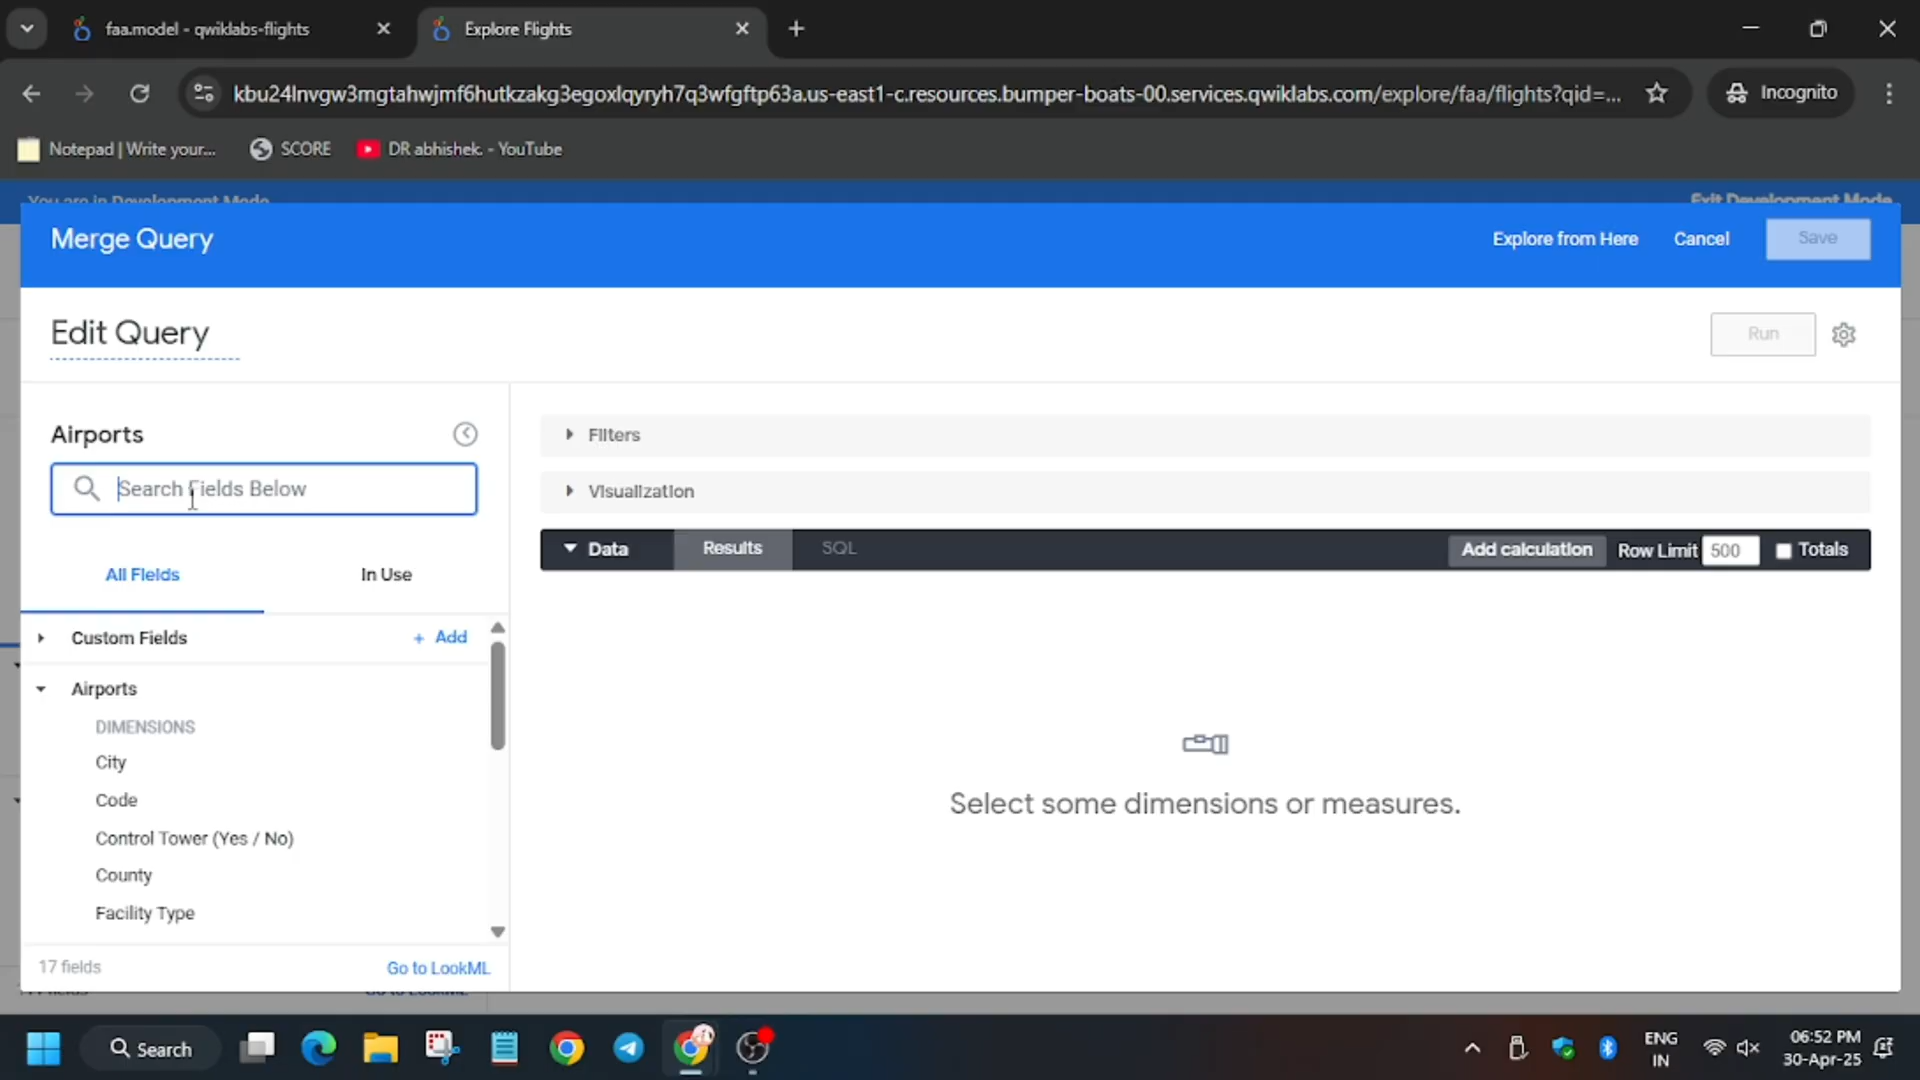 faa.model - qwiklabs-flights
Explore Flights
kbu24lnvgw3mgtahwjmf6hutkzakg3egoxlqyryh7q3wfgftp63a.us-east1-c.resources.bumper-boats-00.services.qwiklabs.com/explore/faa/flights?qid=...
Incognito
Notepad | Write your...
SCORE
DR abhishek. - YouTube
You are in Development Mode
Exit Development Mode
Merge Query
Explore from Here
Cancel
Save
Edit Query
Run
Airports
Search Fields Below
All Fields
In Use
Custom Fields
+ Add
Airports
DIMENSIONS
City
Code
Control Tower (Yes / No)
County
Facility Type
17 fields
Go to LookML
Filters
Visualization
Data
Results
SQL
Add calculation
Row Limit
500
Totals
Select some dimensions or measures.
Go to LookML
Search
ENG
IN
06:52 PM
30-Apr-25